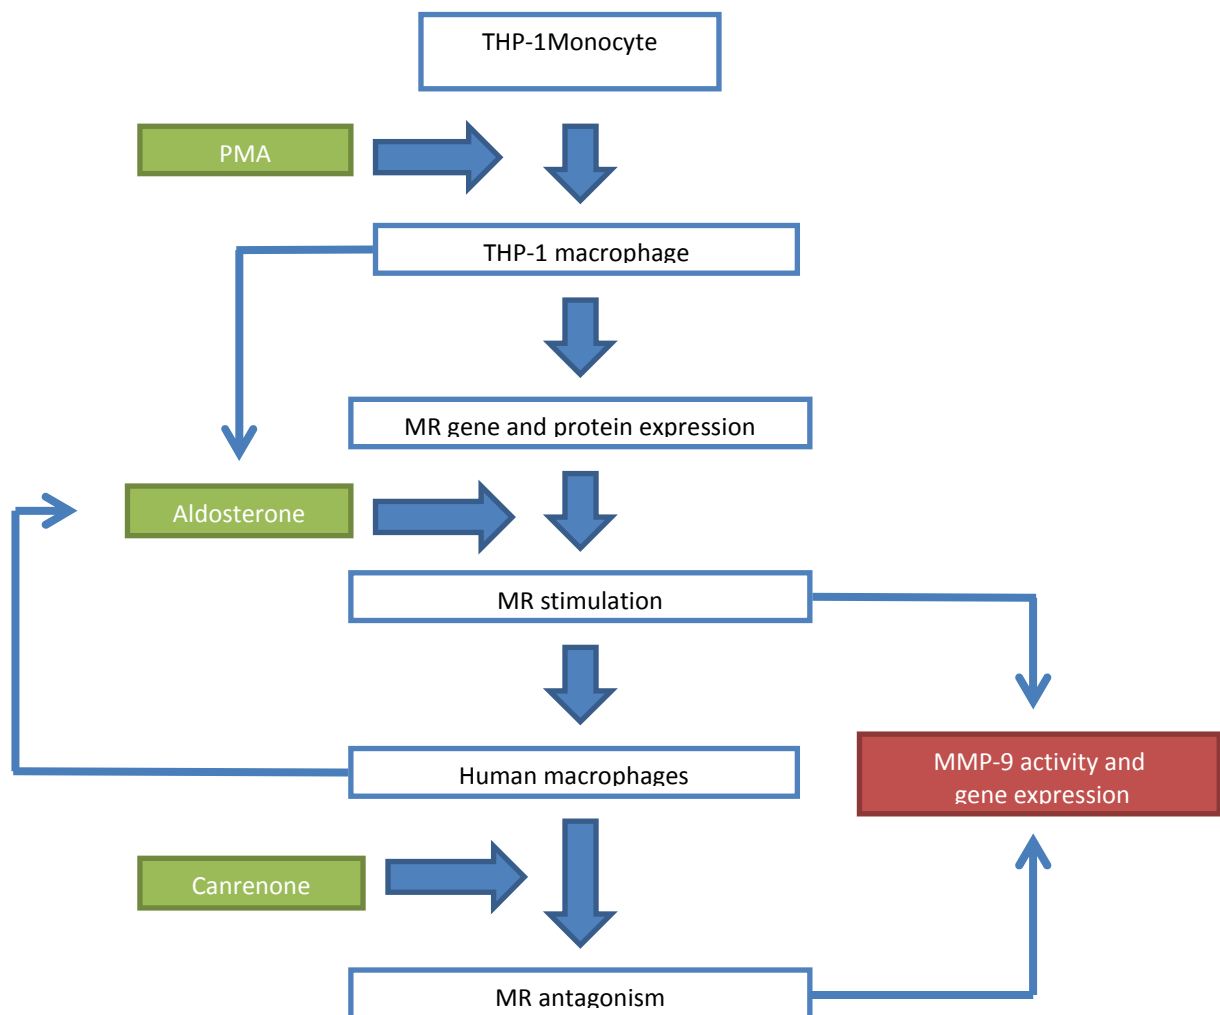 THP-1Monocyte
PMA
THP-1 macrophage
MR gene and protein expression
Aldosterone
MR stimulation
Human macrophages
MMP-9 activity and
gene expression
Canrenone
MR antagonism